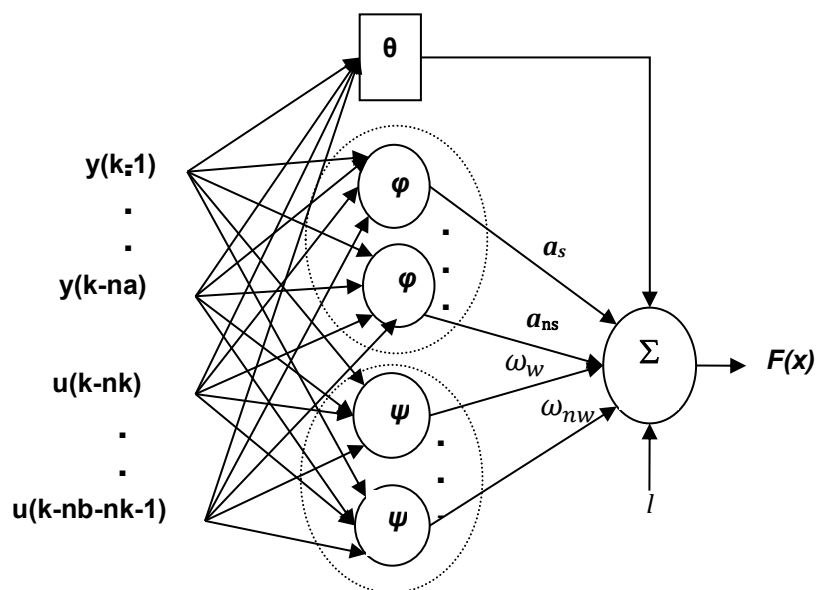 θ
y(k-1)
φ
y(k-na)
φ
a_s
a_ns
u(k-nk)
ψ
ω_w
Σ
F(x)
ω_nw
u(k-nb-nk-1)
ψ
l